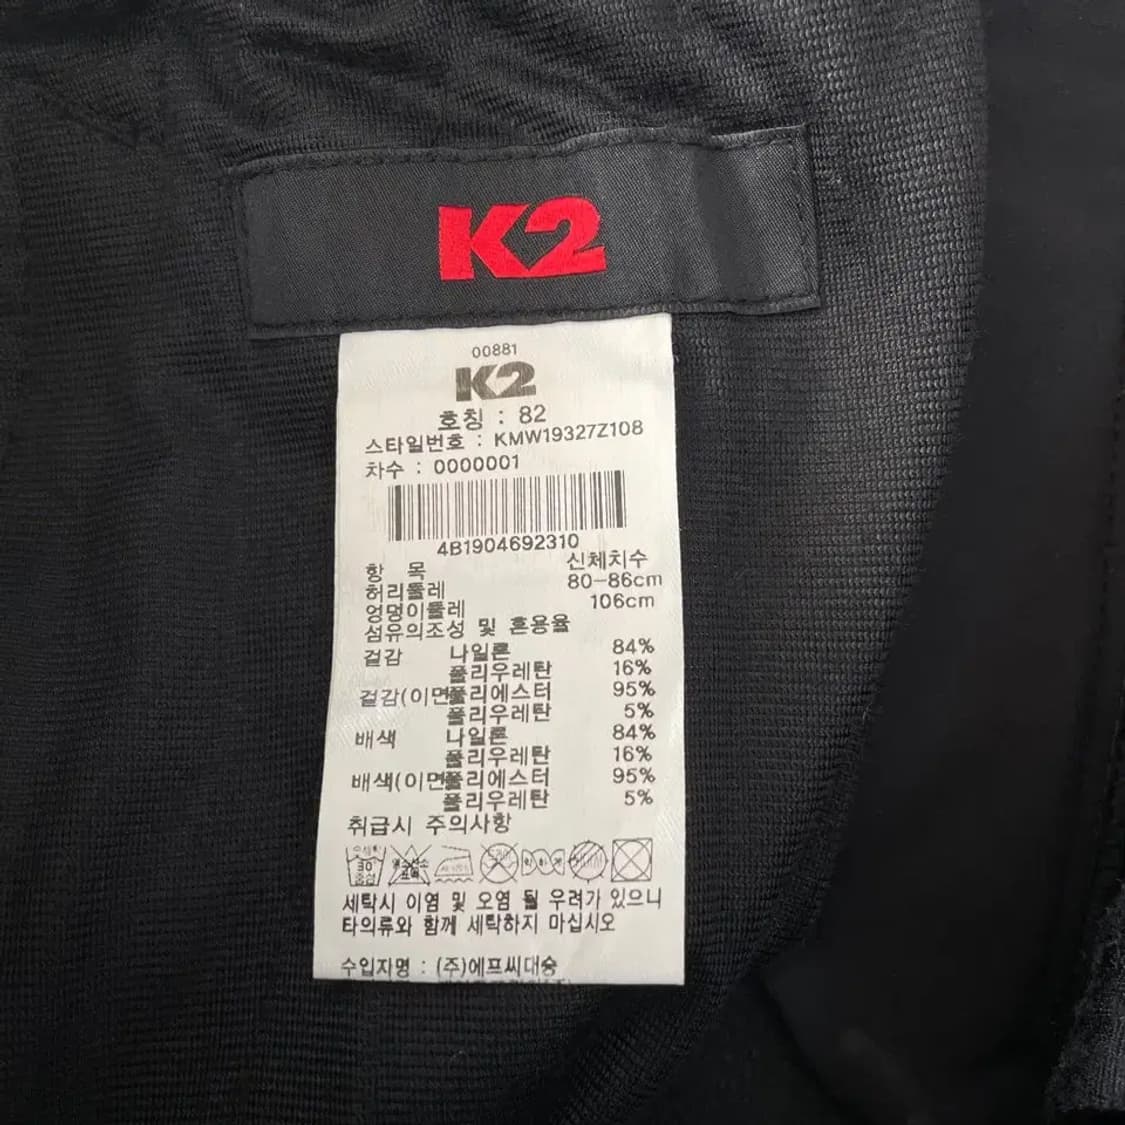 K2
00881
K2
호칭 : 82
스타일번호 : KMW19327Z108
차수 : 0000001
4B1904692310
항 목 신체치수
허리둘레 80-86cm
엉덩이둘레 106cm
섬유의조성 및 혼용율
겉감 나일론 84%
폴리우레탄 16%
겉감(이면 폴리에스터 95%
폴리우레탄 5%
배색 나일론 84%
폴리우레탄 16%
배색(이면 폴리에스터 95%
폴리우레탄 5%
취급시 주의사항
30 중성
세탁시 이염 및 오염 될 우려가 있으니
타의류와 함께 세탁하지 마십시오
수입자명 : (주)에프씨대승